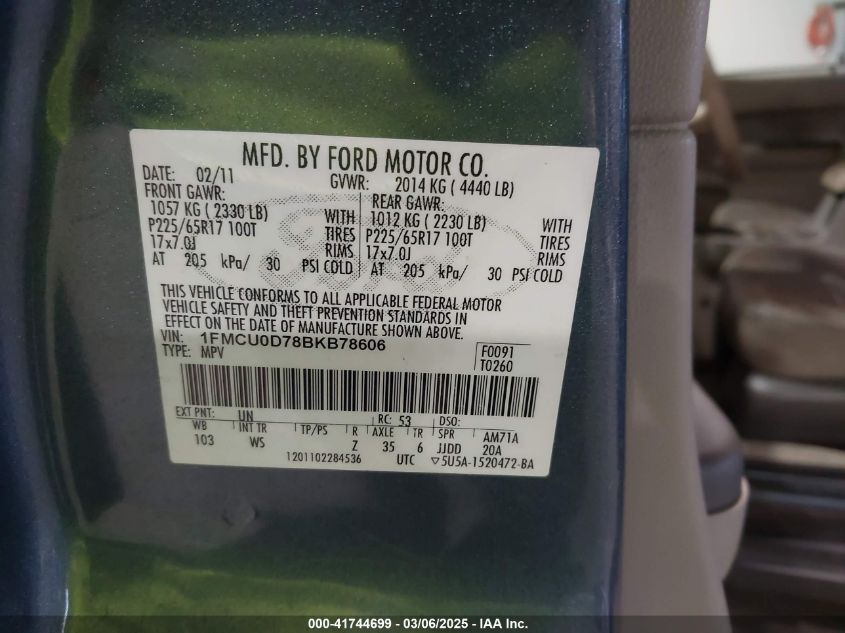 MFD. BY FORD MOTOR CO.
DATE: 02/11 GVWR: 2014 KG ( 4440 LB)
FRONT GAWR: REAR GAWR:
1057 KG ( 2330 LB) WITH 1012 KG ( 2230 LB) WITH
P225/65R17 100T TIRES P225/65R17 100T TIRES
17x7.0J RIMS 17x7.0J RIMS
AT 205 kPa/ 30 PSI COLD AT 205 kPa/ 30 PSI COLD
THIS VEHICLE CONFORMS TO ALL APPLICABLE FEDERAL MOTOR
VEHICLE SAFETY AND THEFT PREVENTION STANDARDS IN
EFFECT ON THE DATE OF MANUFACTURE SHOWN ABOVE.
VIN: 1FMCU0D78BKB78606 F0091
TYPE: MPV T0260
EXT PNT: UN RC: 53 DSO:
WB INT TR TP/PS R AXLE TR SPR AM71A
103 WS Z 35 6 JJDD 20A
1201102284536 UTC ▽5U5A-1520472-BA
000-41744699 - 03/06/2025 - IAA Inc.